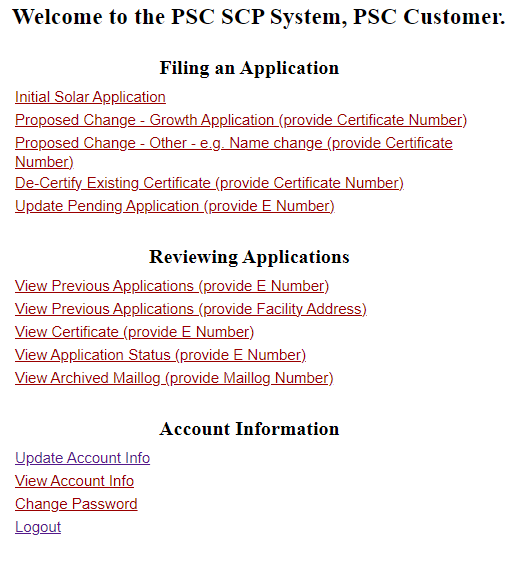 Welcome to the PSC SCP System, PSC Customer.
Filing an Application
Initial Solar Application
Proposed Change - Growth Application (provide Certificate Number)
Proposed Change - Other - e.g. Name change (provide Certificate
Number)
De-Certify Existing Certificate (provide Certificate Number)
Update Pending Application (provide E Number)
Reviewing Applications
View Previous Applications (provide E Number)
View Previous Applications (provide Facility Address)
View Certificate (provide E Number)
View Application Status (provide E Number)
View Archived Maillog (provide Maillog Number)
Account Information
Update Account Info
View Account Info
Change Password
Logout